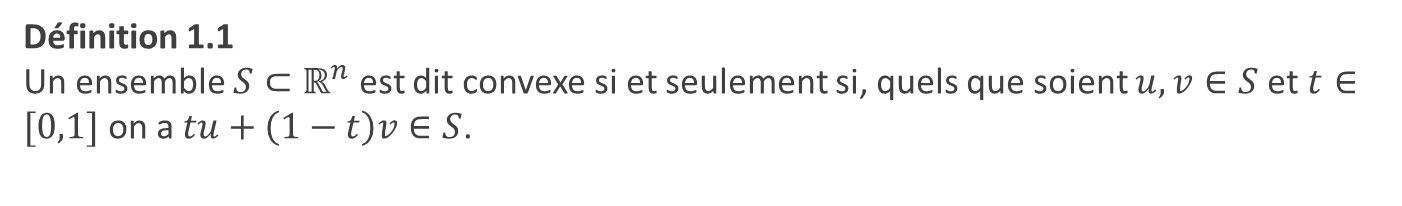 Définition 1.1
Un ensemble 𝑆 ⊂ ℝⁿ est dit convexe si et seulement si, quels que soient 𝑢, 𝑣 ∈ 𝑆 et 𝑡 ∈
[0,1] on a 𝑡𝑢 + (1 − 𝑡)𝑣 ∈ 𝑆.